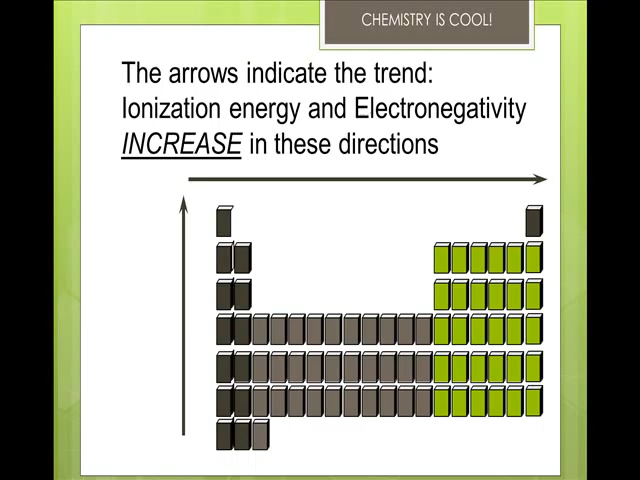 CHEMISTRY IS COOL!
The arrows indicate the trend:
Ionization energy and Electronegativity
INCREASE in these directions